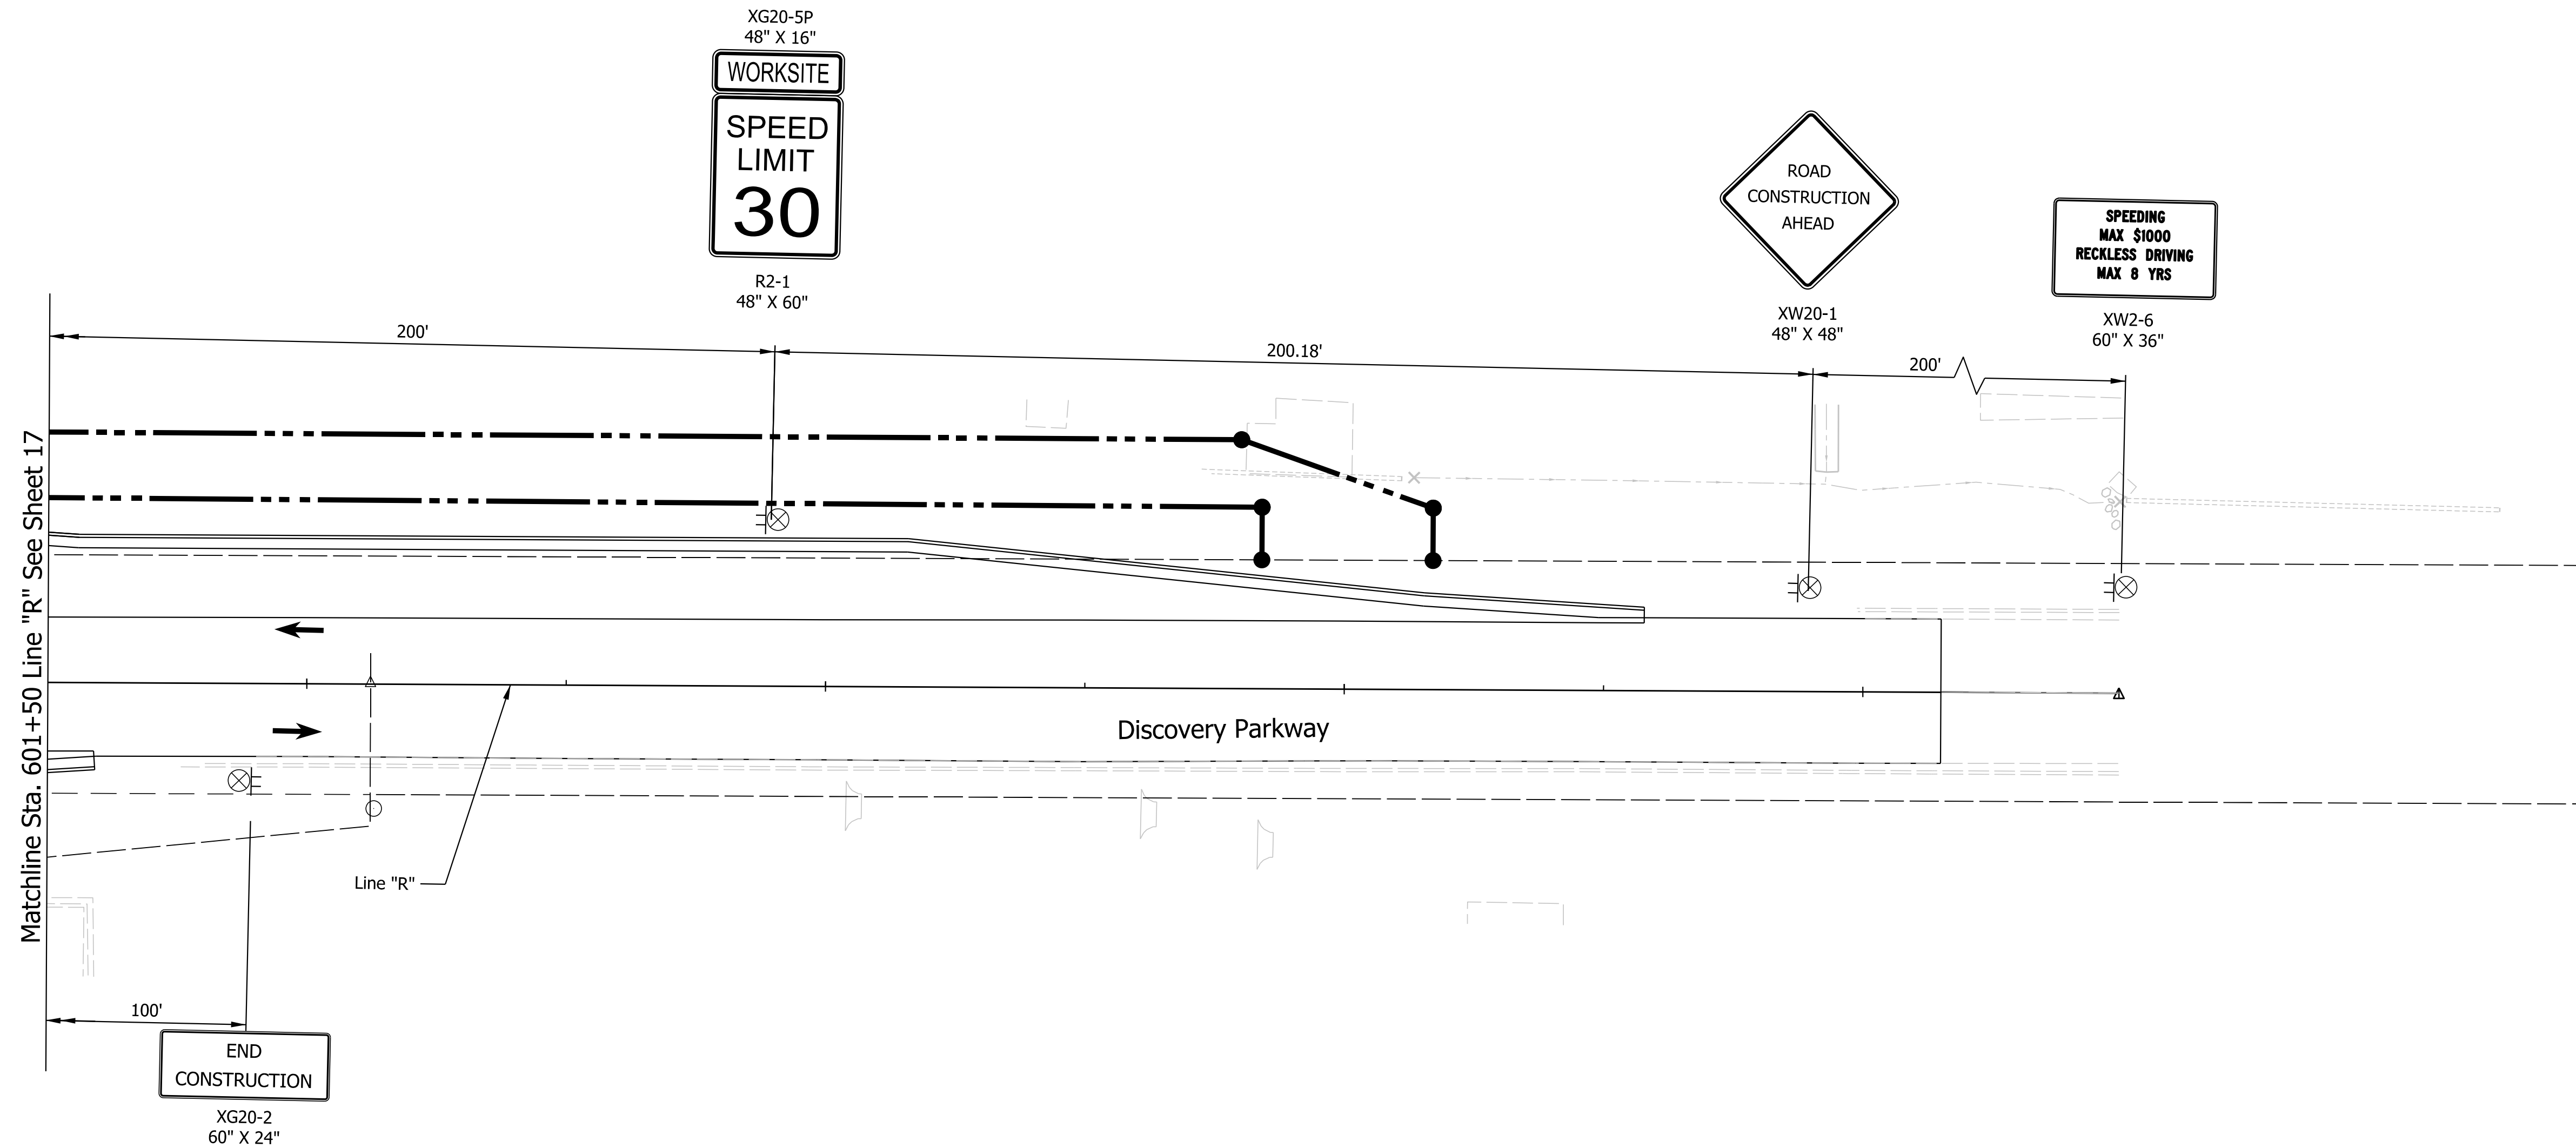 XG20-5P
48" X 16"
WORKSITE
SPEED
LIMIT
30
R2-1
48" X 60"
ROAD
CONSTRUCTION
AHEAD
XW20-1
48" X 48"
SPEEDING
MAX $1000
RECKLESS DRIVING
MAX 8 YRS
XW2-6
60" X 36"
200'
200.18'
200'
Matchline Sta. 601+50 Line "R" See Sheet 17
Discovery Parkway
Line "R"
100'
END
CONSTRUCTION
XG20-2
60" X 24"